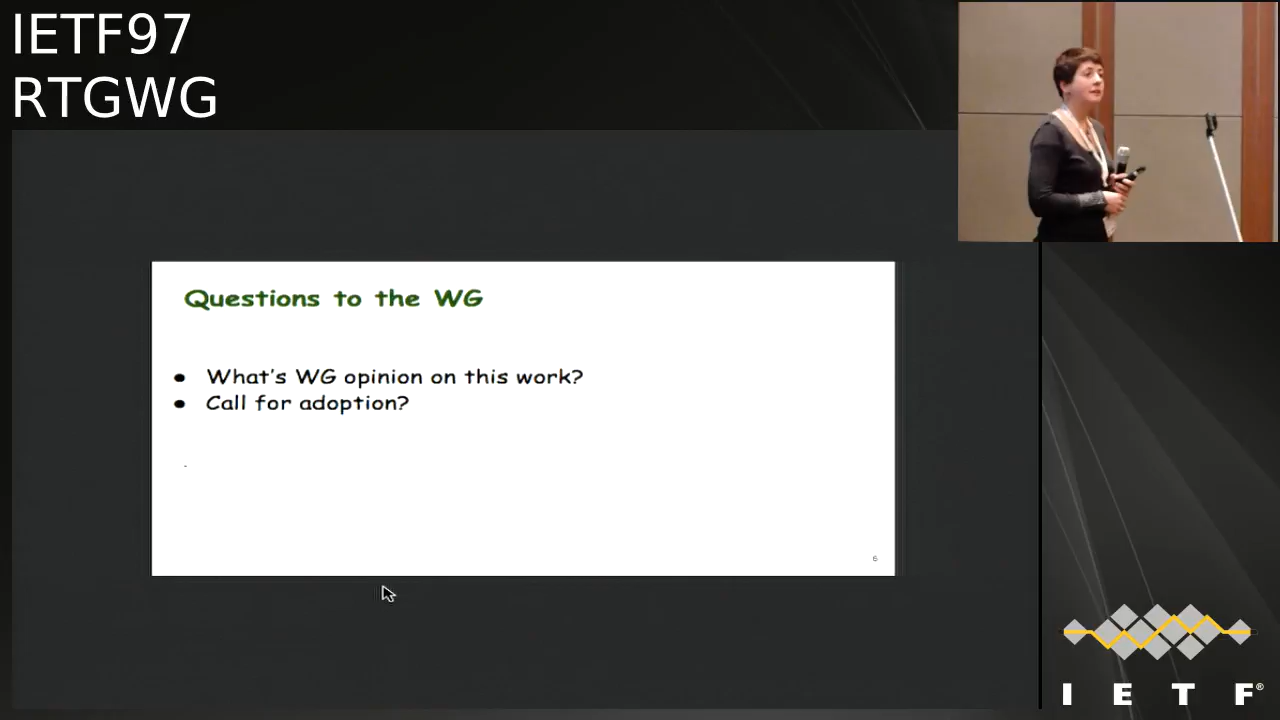 IETF97
RTGWG
Questions to the WG
● What's WG opinion on this work?
● Call for adoption?
-
6
I E T F®